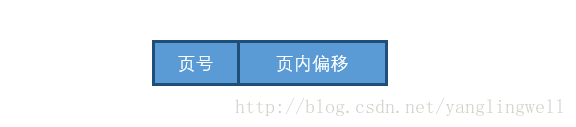 页号 页内偏移
http://blog.csdn.net/yanglingwell